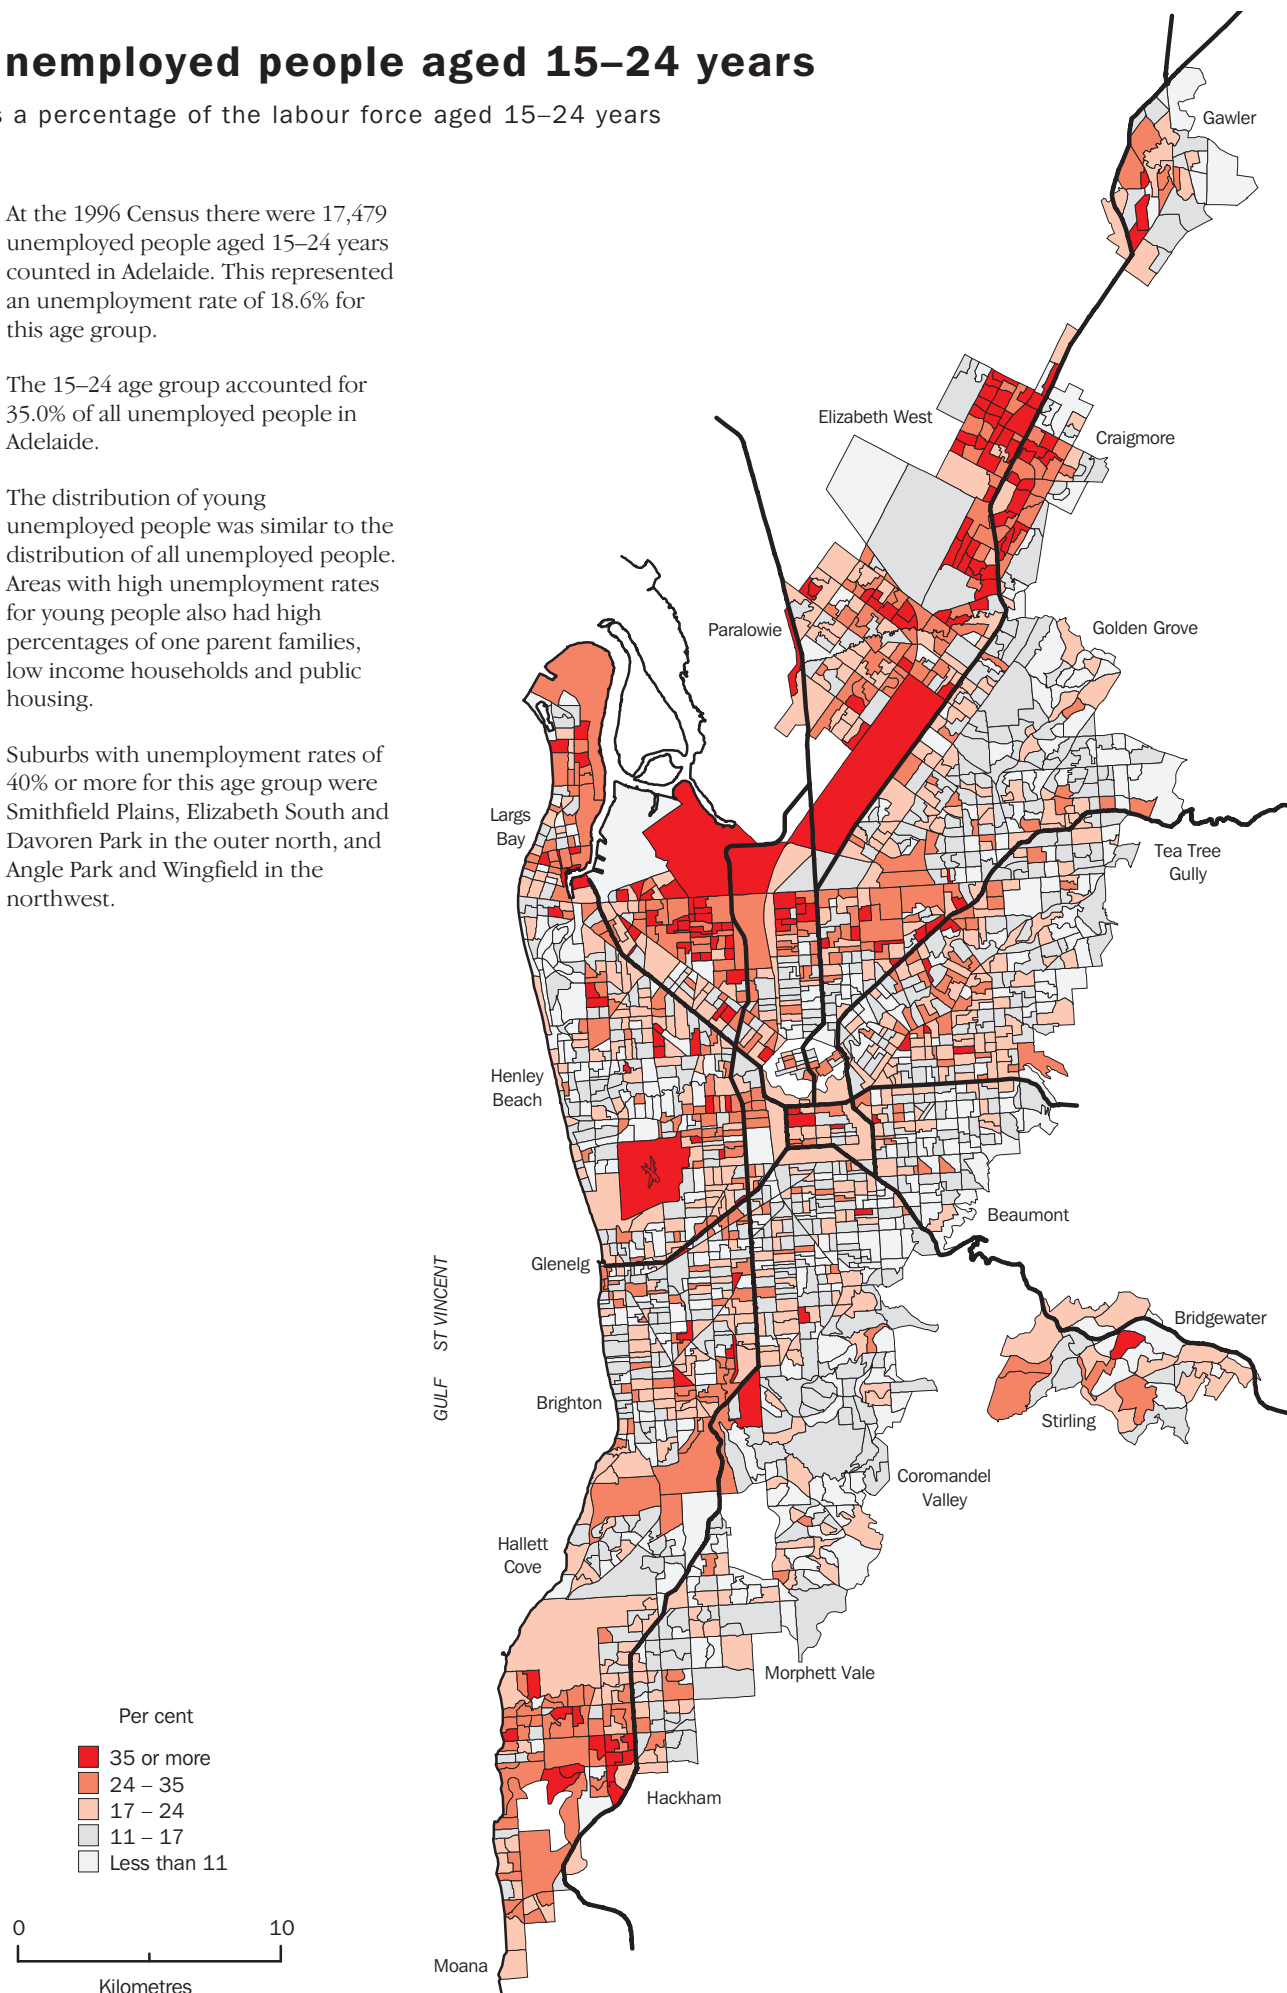 nemployed people aged 15–24 years
s a percentage of the labour force aged 15–24 years
At the 1996 Census there were 17,479
unemployed people aged 15–24 years
counted in Adelaide. This represented
an unemployment rate of 18.6% for
this age group.
The 15–24 age group accounted for
35.0% of all unemployed people in
Adelaide.
The distribution of young
unemployed people was similar to the
distribution of all unemployed people.
Areas with high unemployment rates
for young people also had high
percentages of one parent families,
low income households and public
housing.
Suburbs with unemployment rates of
40% or more for this age group were
Smithfield Plains, Elizabeth South and
Davoren Park in the outer north, and
Angle Park and Wingfield in the
northwest.
Gawler
Elizabeth West
Craigmore
Paralowie
Golden Grove
Largs
Bay
Tea Tree
Gully
Henley
Beach
Beaumont
Glenelg
GULF ST VINCENT
Bridgewater
Brighton
Stirling
Coromandel
Valley
Hallett
Cove
Morphett Vale
Hackham
Moana
Per cent
35 or more
24 – 35
17 – 24
11 – 17
Less than 11
0 10
Kilometres